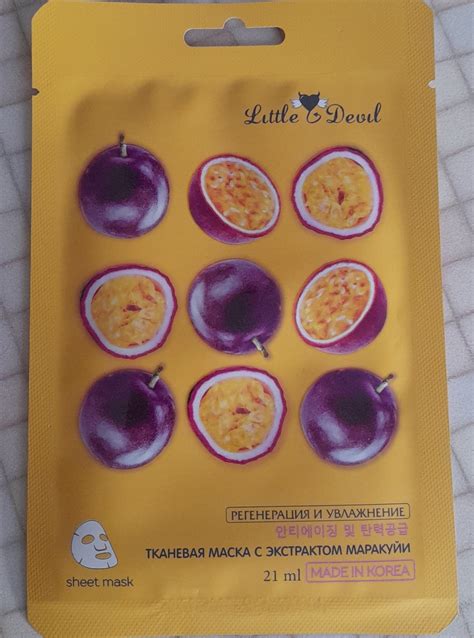 Little Devil
РЕГЕНЕРАЦИЯ И УВЛАЖНЕНИЕ
안티에이징 및 탄력공급
ТКАНЕВАЯ МАСКА С ЭКСТРАКТОМ МАРАКУЙИ
sheet mask
21 ml MADE IN KOREA